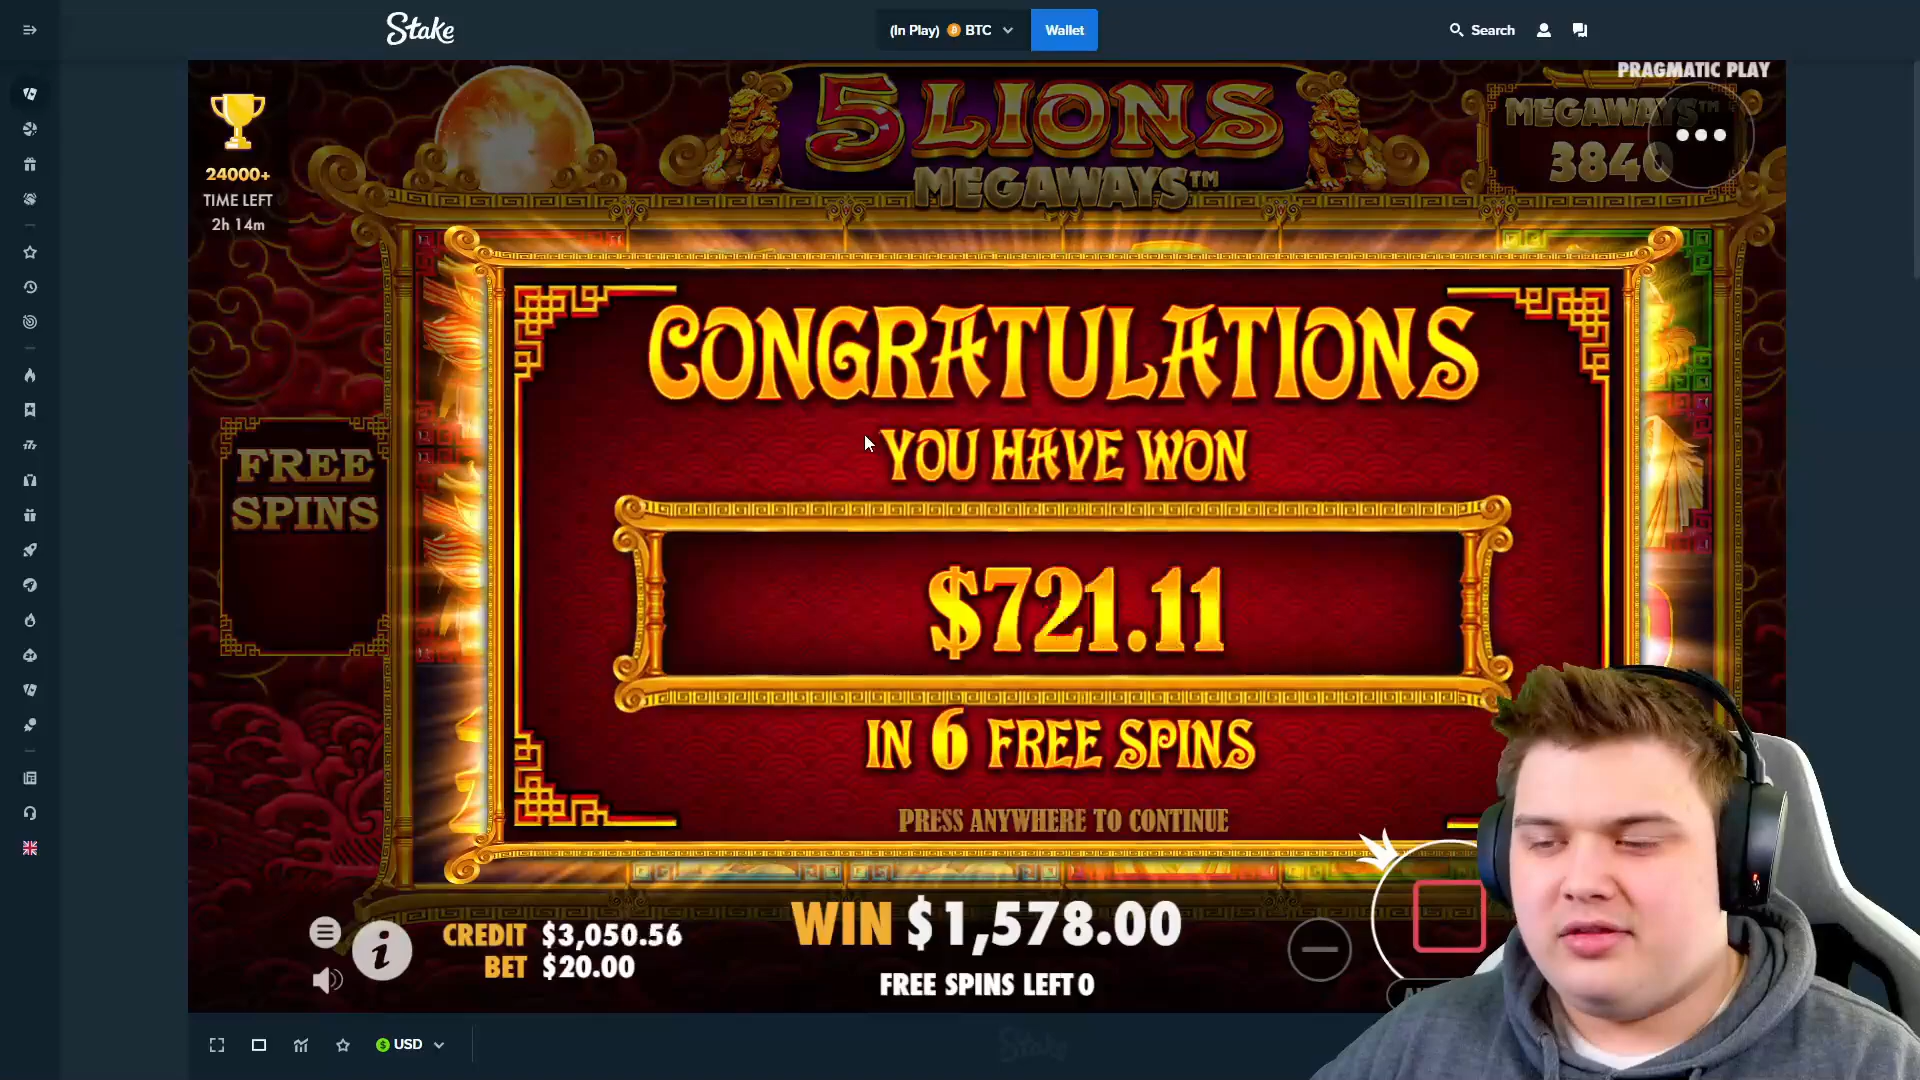 Stake
(In Play) BTC
Wallet
Search
PRAGMATIC PLAY
24000+
TIME LEFT
2h 14m
5 LIONS
MEGAWAYS™
MEGAWAYS™
3840
CONGRATULATIONS
YOU HAVE WON
FREE
SPINS
$721.11
IN 6 FREE SPINS
PRESS ANYWHERE TO CONTINUE
CREDIT $3,050.56
BET $20.00
WIN $1,578.00
FREE SPINS LEFT 0
USD
Stake